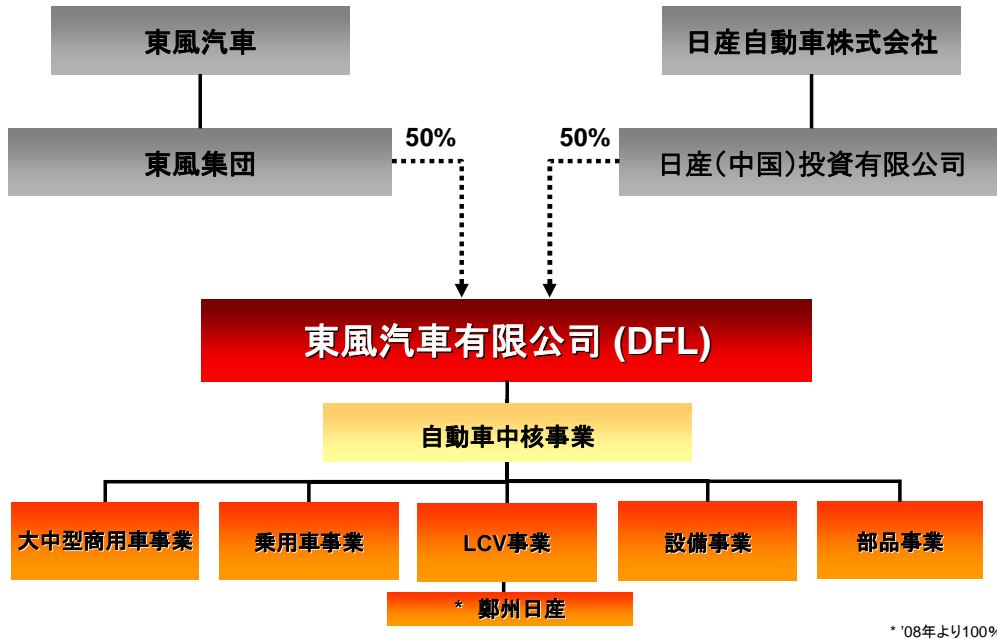 東風汽車
日産自動車株式会社
東風集団
50%
50%
日産(中国)投資有限公司
東風汽車有限公司 (DFL)
自動車中核事業
大中型商用車事業
乗用車事業
LCV事業
設備事業
部品事業
* 鄭州日産
* '08年より100%